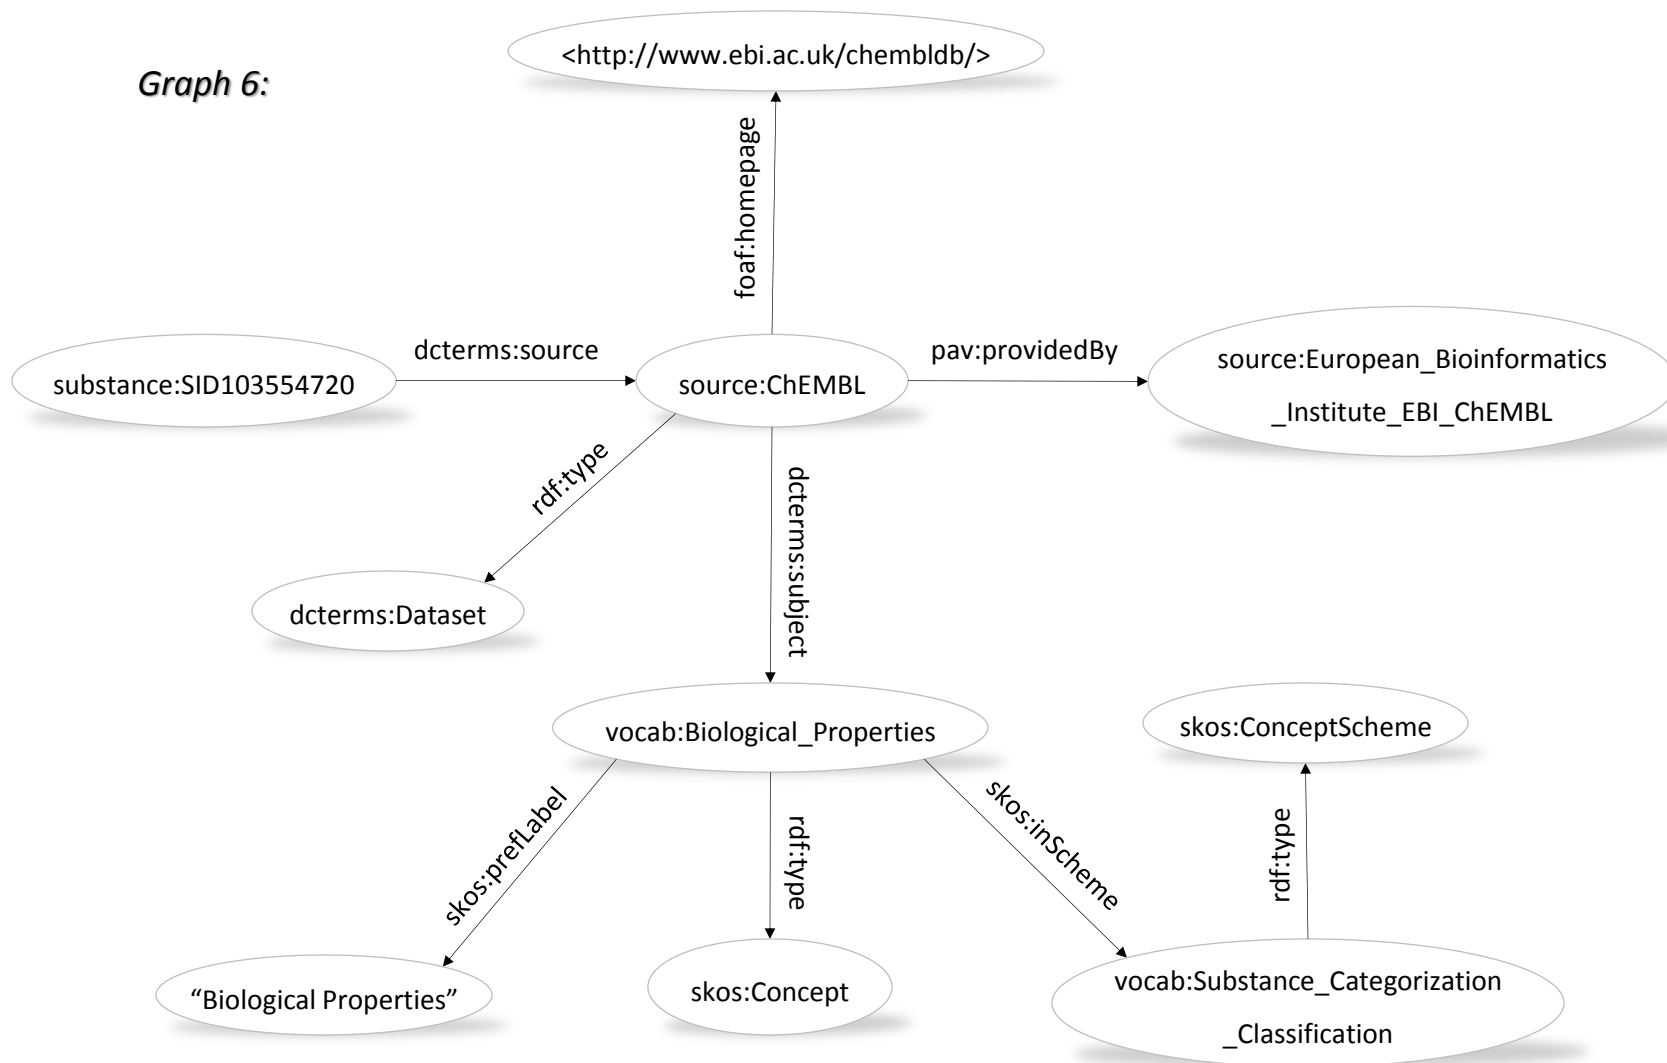 <http://www.ebi.ac.uk/chembldb/>
Graph 6:
foaf:homepage
dcterms:source
pav:providedBy
substance:SID103554720
source:ChEMBL
source:European_Bioinformatics
_Institute_EBI_ChEMBL
rdf:type
dcterms:subject
dcterms:Dataset
vocab:Biological_Properties
skos:ConceptScheme
skos:prefLabel
rdf:type
skos:inScheme
rdf:type
“Biological Properties”
skos:Concept
vocab:Substance_Categorization
_Classification